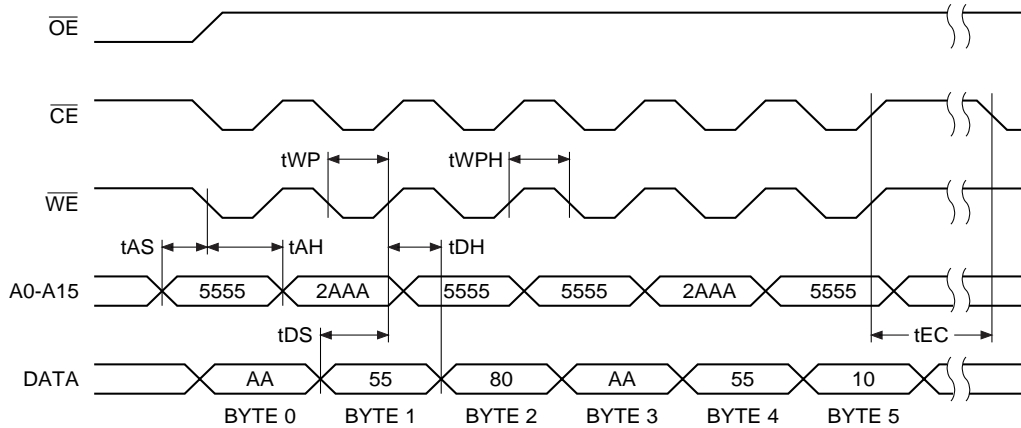 OE
CE
tWP tWPH
WE
tAS tAH tDH
A0-A15 5555 2AAA 5555 5555 2AAA 5555
tDS tEC
DATA AA 55 80 AA 55 10
BYTE 0 BYTE 1 BYTE 2 BYTE 3 BYTE 4 BYTE 5